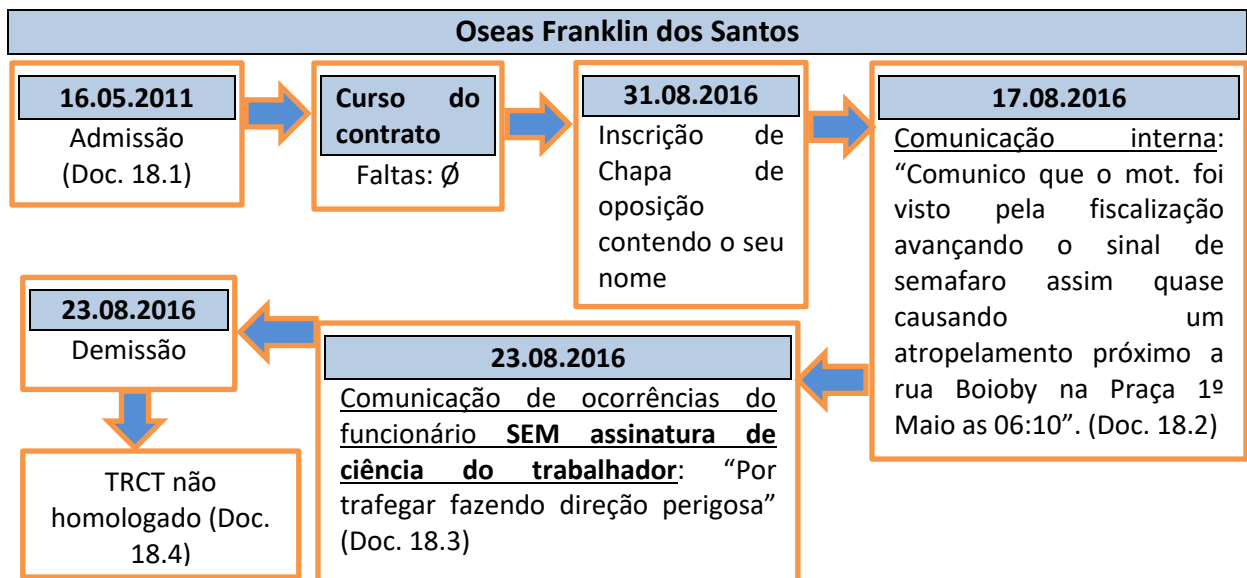 Oseas Franklin dos Santos
16.05.2011
Admissão
(Doc. 18.1)
Curso do
contrato
Faltas: Ø
31.08.2016
Inscrição de
Chapa de
oposição
contendo o seu
nome
17.08.2016
Comunicação interna:
“Comunico que o mot. foi
visto pela fiscalização
avançando o sinal de
semafaro assim quase
causando um
atropelamento próximo a
rua Boioby na Praça 1º
Maio as 06:10”. (Doc. 18.2)
23.08.2016
Comunicação de ocorrências do
funcionário SEM assinatura de
ciência do trabalhador: “Por
trafegar fazendo direção perigosa”
(Doc. 18.3)
23.08.2016
Demissão
TRCT não
homologado (Doc.
18.4)